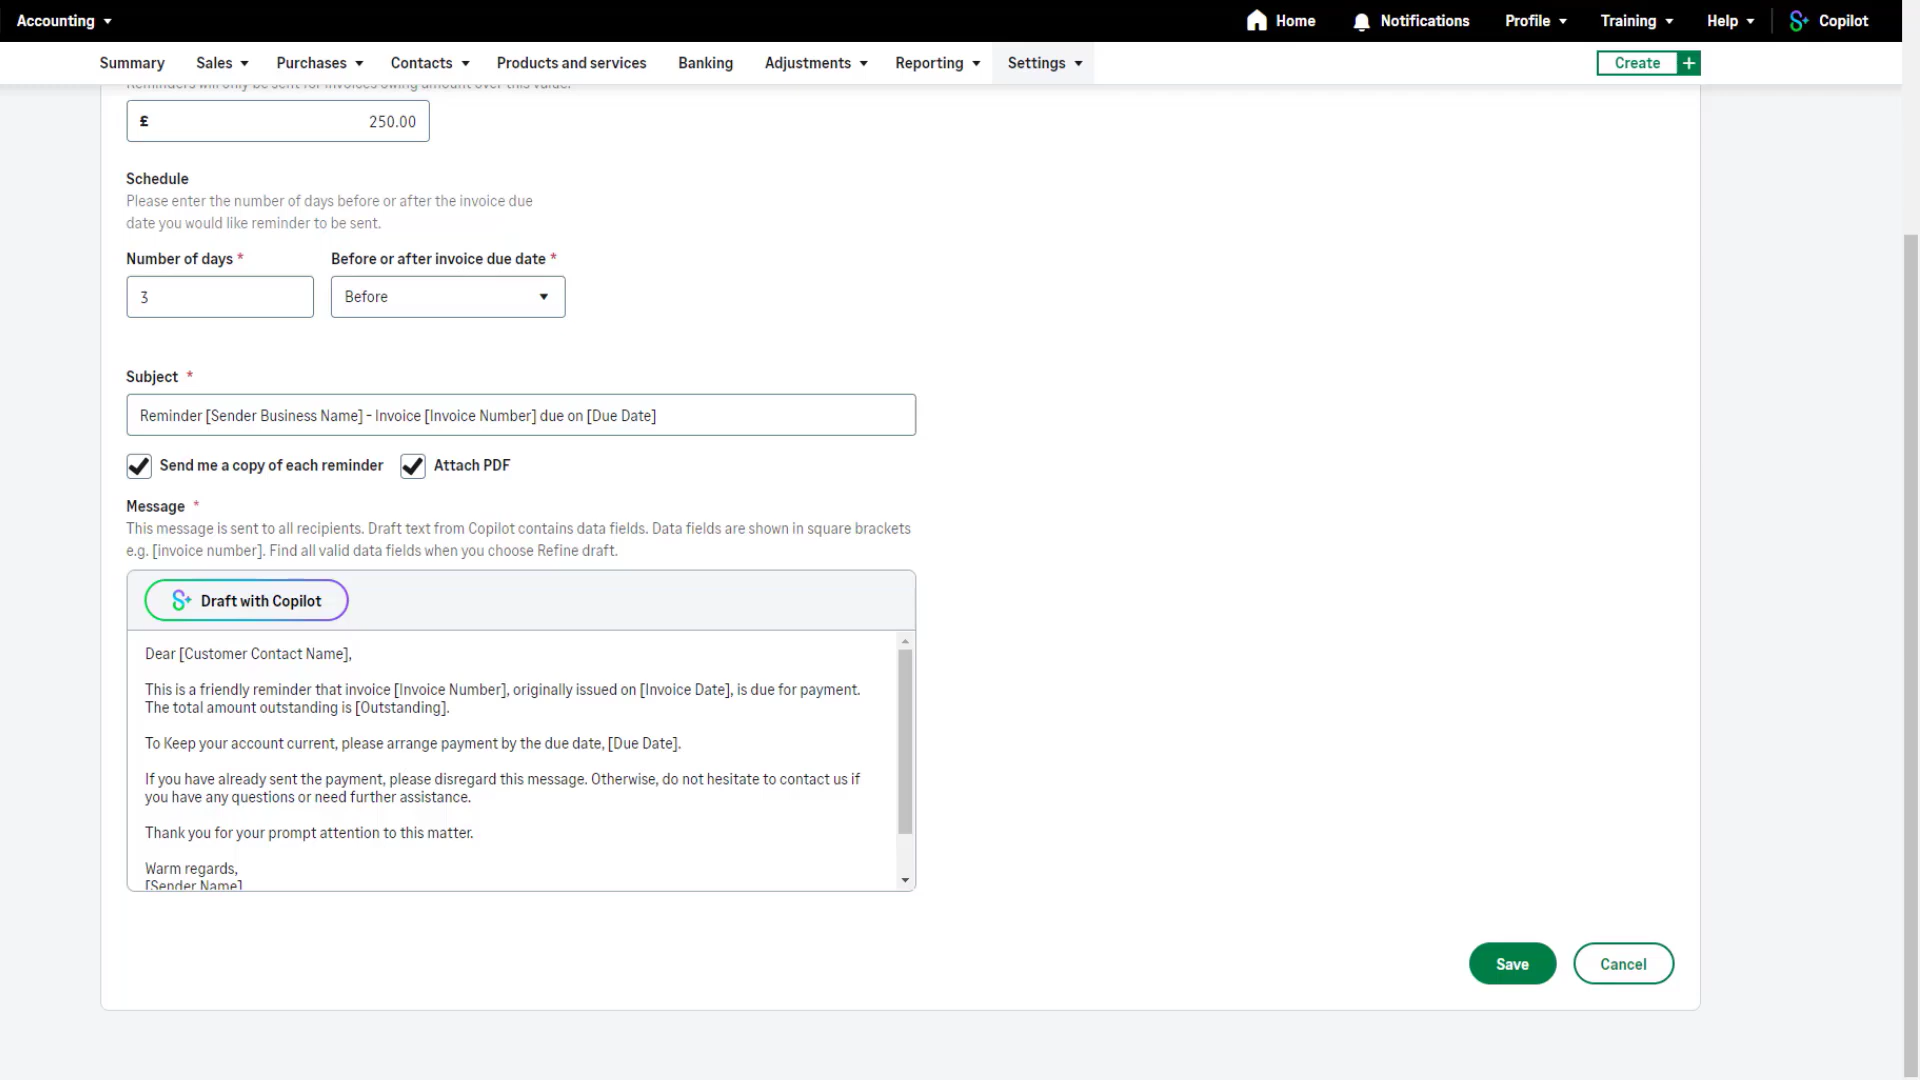 Accounting
Home
Notifications
Profile
Training
Help
Copilot
Summary
Sales
Purchases
Contacts
Products and services
Banking
Adjustments
Reporting
Settings
Create
Reminders will only be sent for invoices owing amount over this value.
£ 250.00
Schedule
Please enter the number of days before or after the invoice due
date you would like reminder to be sent.
Number of days *
Before or after invoice due date *
3
Before
Subject *
Reminder [Sender Business Name] - Invoice [Invoice Number] due on [Due Date]
Send me a copy of each reminder
Attach PDF
Message *
This message is sent to all recipients. Draft text from Copilot contains data fields. Data fields are shown in square brackets
e.g. [invoice number]. Find all valid data fields when you choose Refine draft.
Draft with Copilot
Dear [Customer Contact Name],
This is a friendly reminder that invoice [Invoice Number], originally issued on [Invoice Date], is due for payment.
The total amount outstanding is [Outstanding].
To Keep your account current, please arrange payment by the due date, [Due Date].
If you have already sent the payment, please disregard this message. Otherwise, do not hesitate to contact us if
you have any questions or need further assistance.
Thank you for your prompt attention to this matter.
Warm regards,
[Sender Name]
Save
Cancel